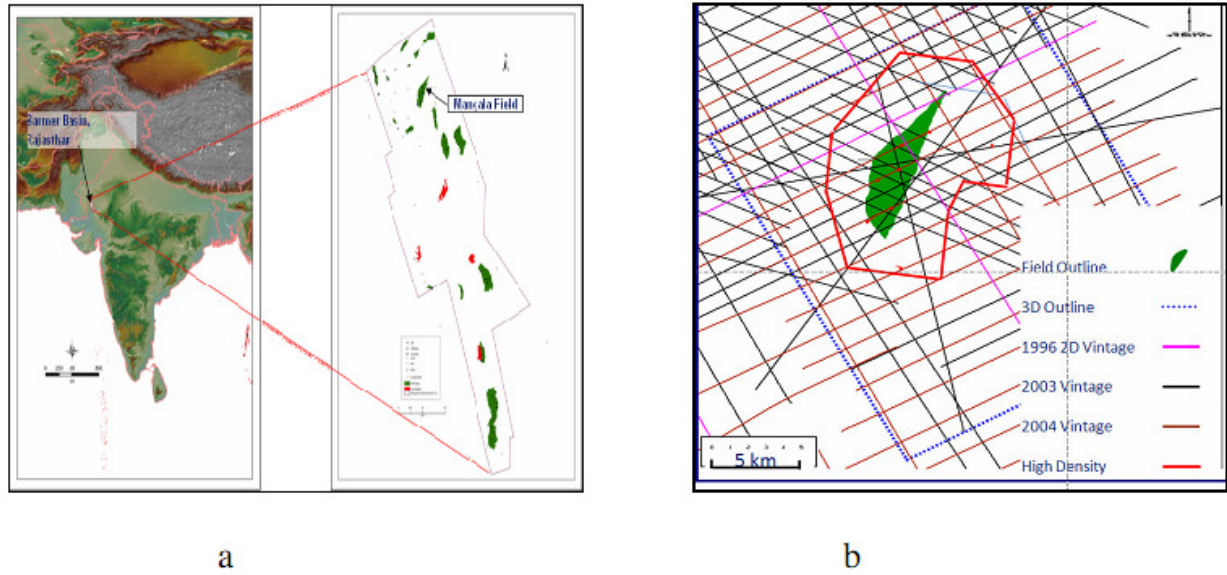 Barmer Basin,
Rajasthan
Mangala Field
Field Outline
3D Outline
1996 2D Vintage
2003 Vintage
2004 Vintage
High Density
5 km
a
b